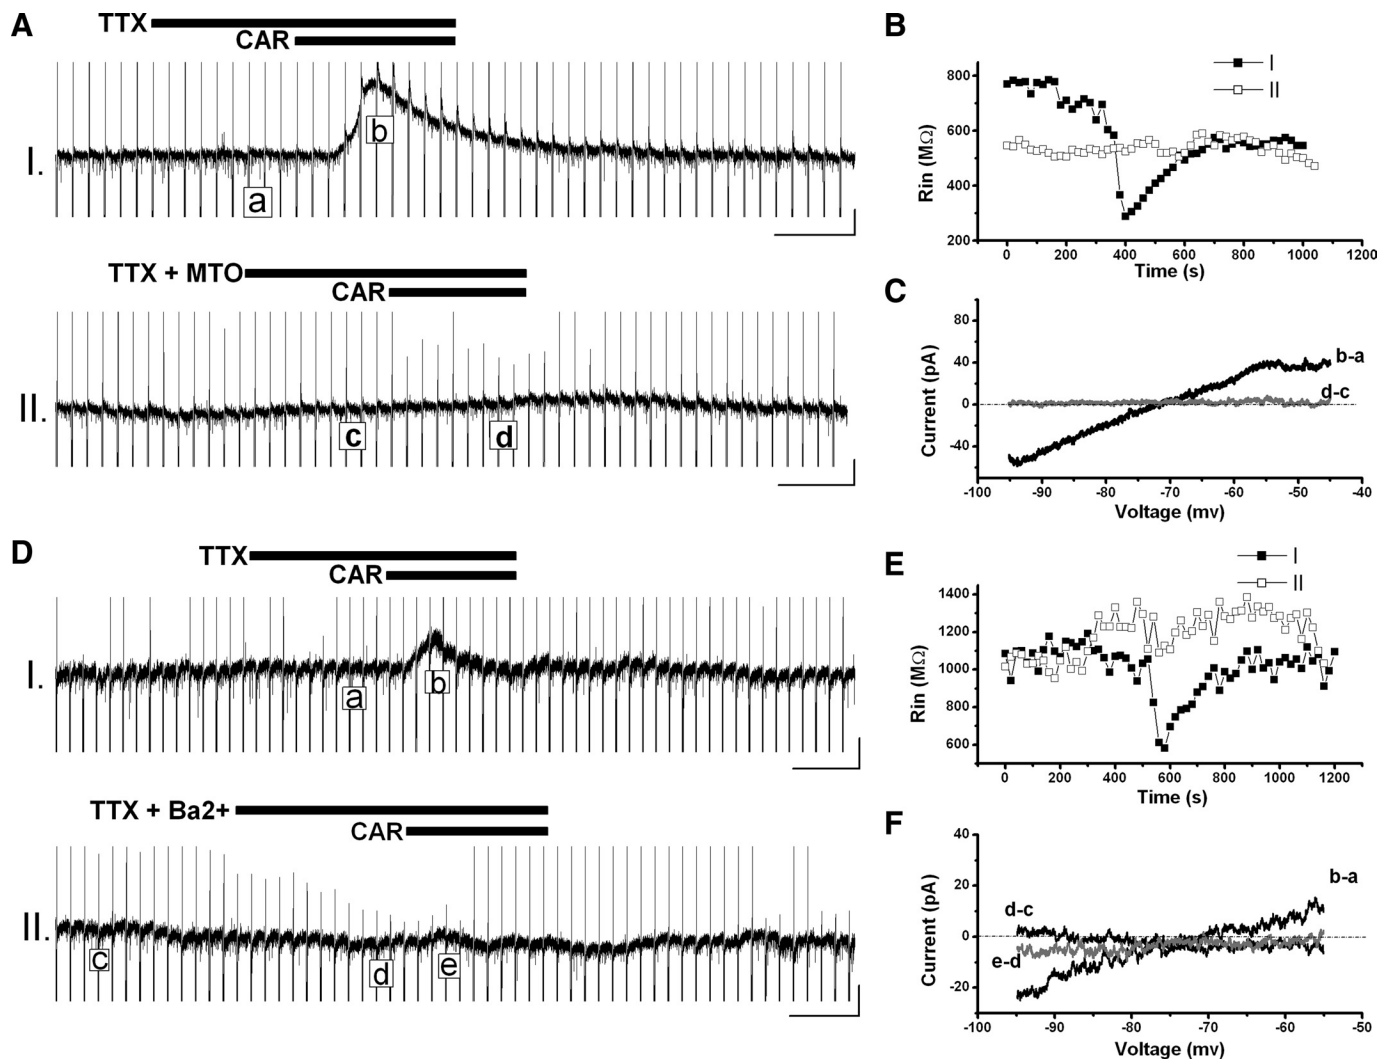 A
TTX
CAR
I.
a
b
TTX + MTO
CAR
II.
c
d
B
I
II
Rin (MΩ)
800
600
400
200
0 200 400 600 800 1000 1200
Time (s)
C
Current (pA)
80
40
0
-40
b-a
d-c
-100 -90 -80 -70 -60 -50 -40
Voltage (mv)
D
TTX
CAR
I.
a
b
TTX + Ba2+
CAR
II.
c
d
e
E
I
II
Rin (MΩ)
1400
1200
1000
800
600
0 200 400 600 800 1000 1200
Time (s)
F
Current (pA)
40
20
0
-20
b-a
d-c
e-d
-100 -90 -80 -70 -60 -50
Voltage (mv)